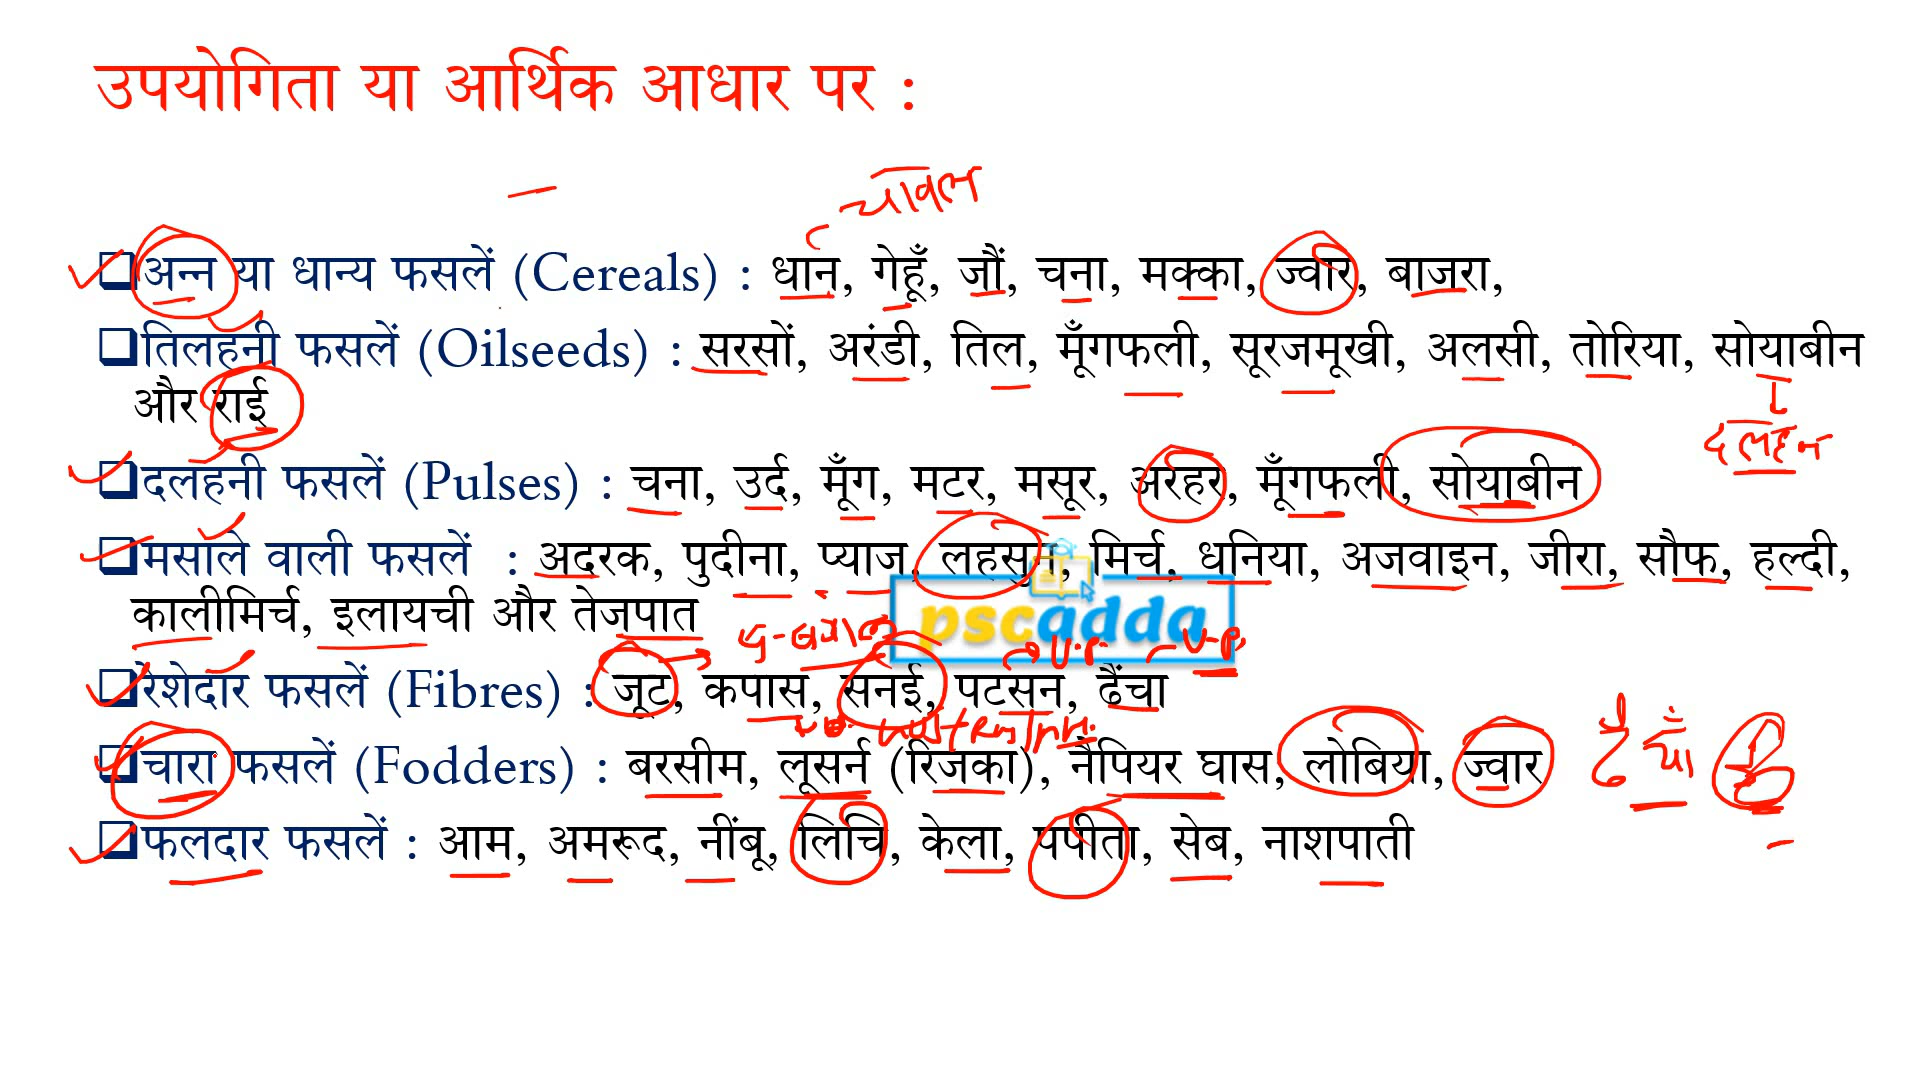 उपयोगिता या आर्थिक आधार पर :
चावल
अन्न या धान्य फसलें (Cereals) : धान, गेहूँ, जौं, चना, मक्का, ज्वार, बाजरा,
तिलहनी फसलें (Oilseeds) : सरसों, अरंडी, तिल, मूँगफली, सूरजमूखी, अलसी, तोरिया, सोयाबीन
और राई
दलहन
दलहनी फसलें (Pulses) : चना, उर्द, मूँग, मटर, मसूर, अरहर, मूँगफली, सोयाबीन
मसाले वाली फसलें : अदरक, पुदीना, प्याज, लहसुन, मिर्च, धनिया, अजवाइन, जीरा, सौफ, हल्दी,
कालीमिर्च, इलायची और तेजपात
pscadda
U.P. U.P.
रेशेदार फसलें (Fibres) : जूट, कपास, सनई, पटसन, ढैंचा
चारा फसलें (Fodders) : बरसीम, लूसर्न (रिजका), नैपियर घास, लोबिया, ज्वार
फलदार फसलें : आम, अमरूद, नींबू, लिचि, केला, पपीता, सेब, नाशपाती